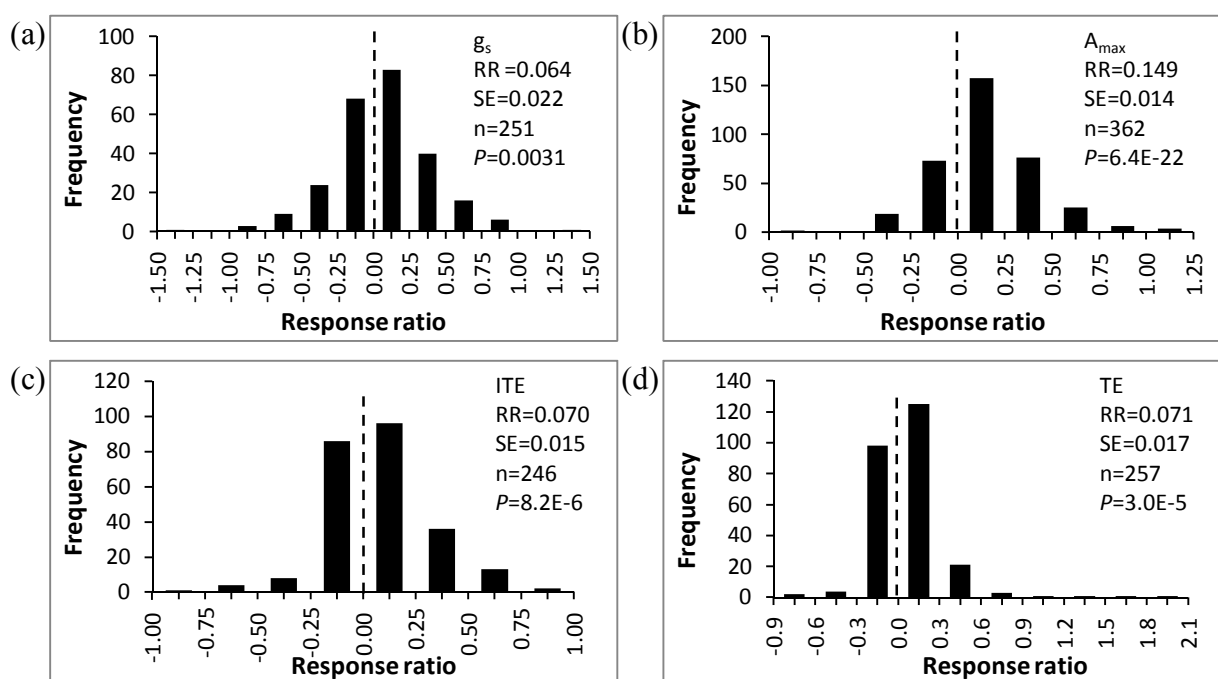 (a)
g_s
RR =0.064
SE=0.022
n=251
P=0.0031
Frequency
100
80
60
40
20
0
-1.50
-1.25
-1.00
-0.75
-0.50
-0.25
0.00
0.25
0.50
0.75
1.00
1.25
1.50
Response ratio
(b)
A_max
RR=0.149
SE=0.014
n=362
P=6.4E-22
Frequency
200
150
100
50
0
-1.00
-0.75
-0.50
-0.25
0.00
0.25
0.50
0.75
1.00
1.25
Response ratio
(c)
ITE
RR=0.070
SE=0.015
n=246
P=8.2E-6
Frequency
120
100
80
60
40
20
0
-1.00
-0.75
-0.50
-0.25
0.00
0.25
0.50
0.75
1.00
Response ratio
(d)
TE
RR=0.071
SE=0.017
n=257
P=3.0E-5
Frequency
140
120
100
80
60
40
20
0
-0.9
-0.6
-0.3
0.0
0.3
0.6
0.9
1.2
1.5
1.8
2.1
Response ratio